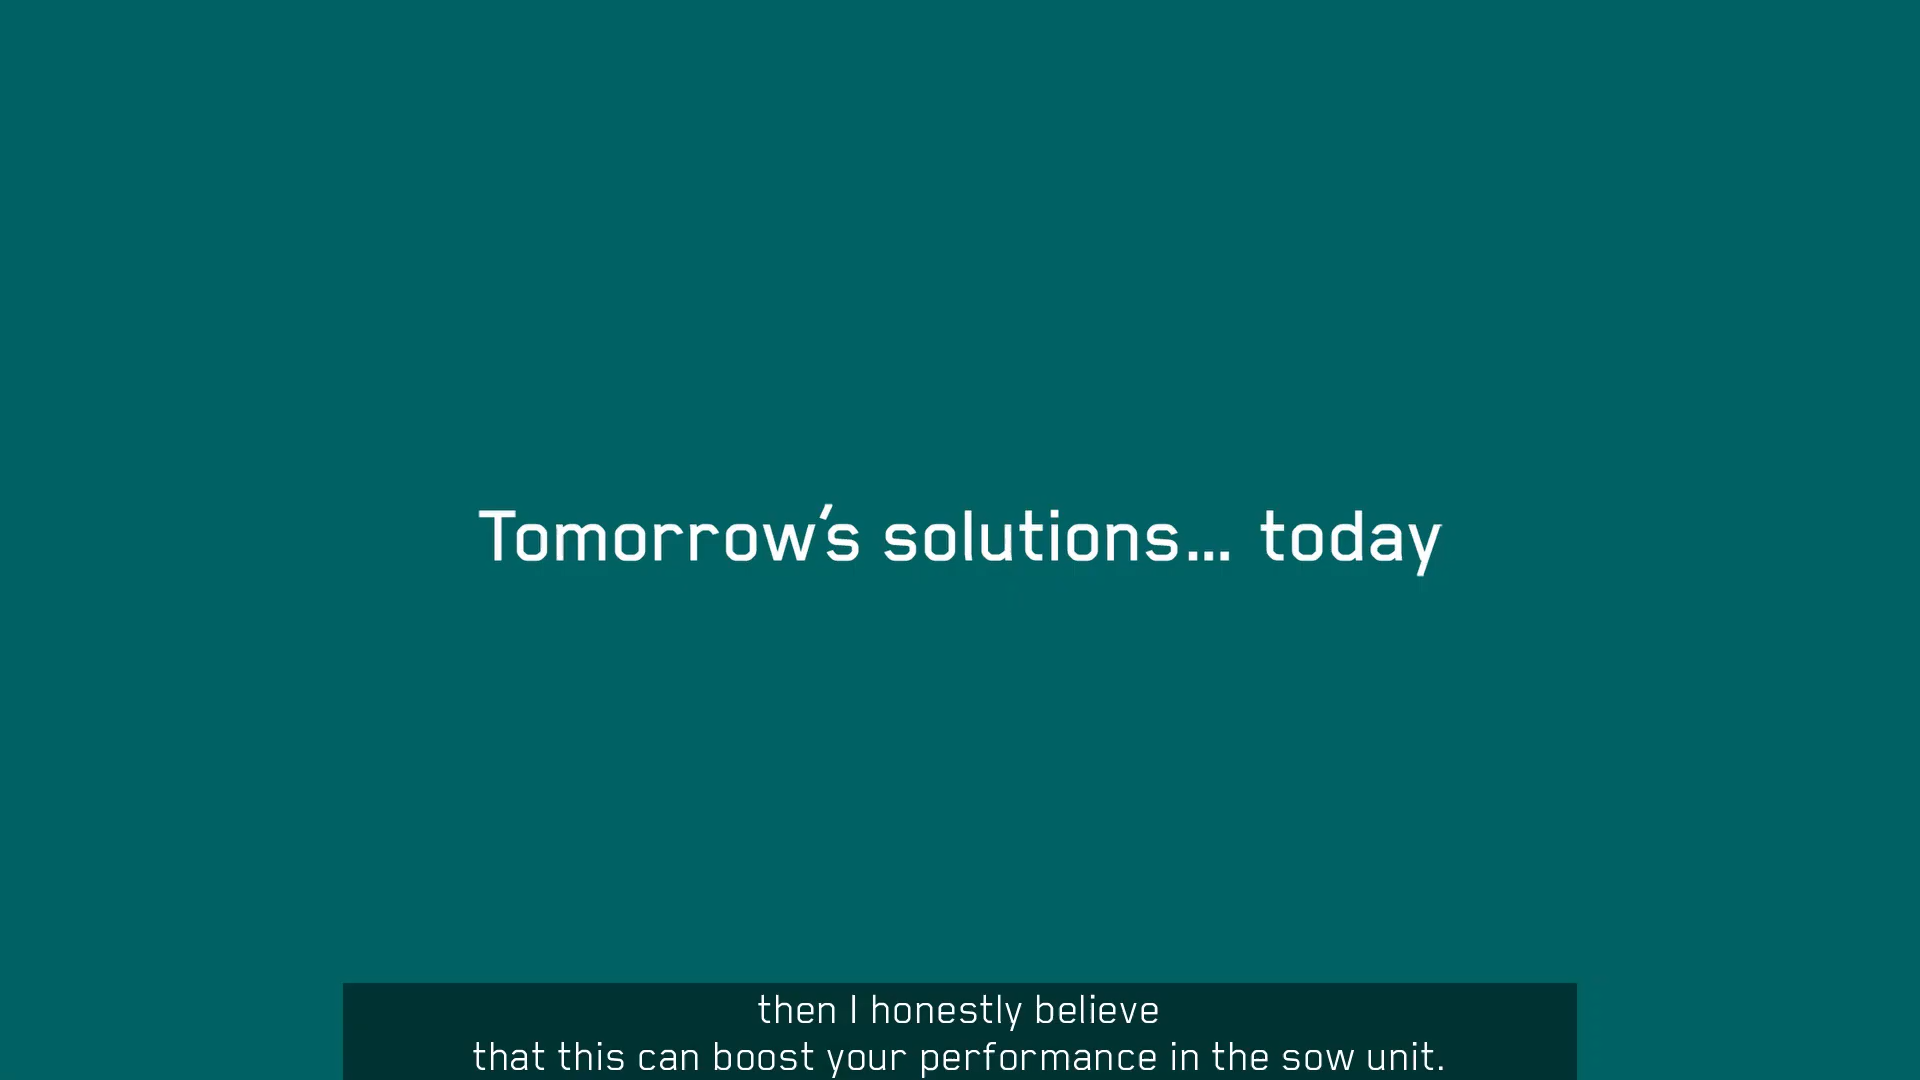 Tomorrow's solutions... today
then I honestly believe
that this can boost your performance in the sow unit.